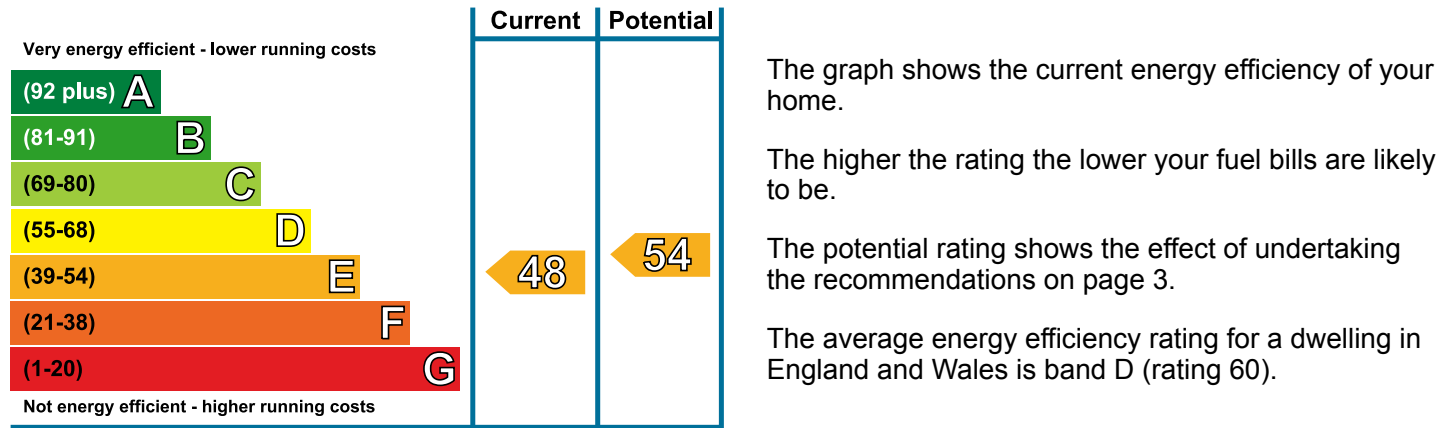 Current Potential
Very energy efficient - lower running costs
(92 plus) A
(81-91) B
(69-80) C
(55-68) D
(39-54) E
(21-38) F
(1-20) G
48
54
Not energy efficient - higher running costs
The graph shows the current energy efficiency of your
home.
The higher the rating the lower your fuel bills are likely
to be.
The potential rating shows the effect of undertaking
the recommendations on page 3.
The average energy efficiency rating for a dwelling in
England and Wales is band D (rating 60).